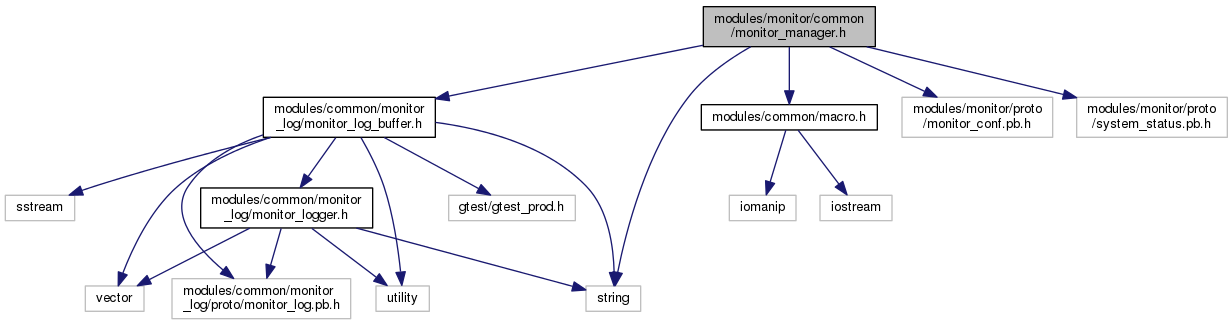 modules/monitor/common
/monitor_manager.h
modules/common/monitor
_log/monitor_log_buffer.h
modules/common/macro.h
modules/monitor/proto
/monitor_conf.pb.h
modules/monitor/proto
/system_status.pb.h
sstream
modules/common/monitor
_log/monitor_logger.h
gtest/gtest_prod.h
iomanip
iostream
vector
modules/common/monitor
_log/proto/monitor_log.pb.h
utility
string